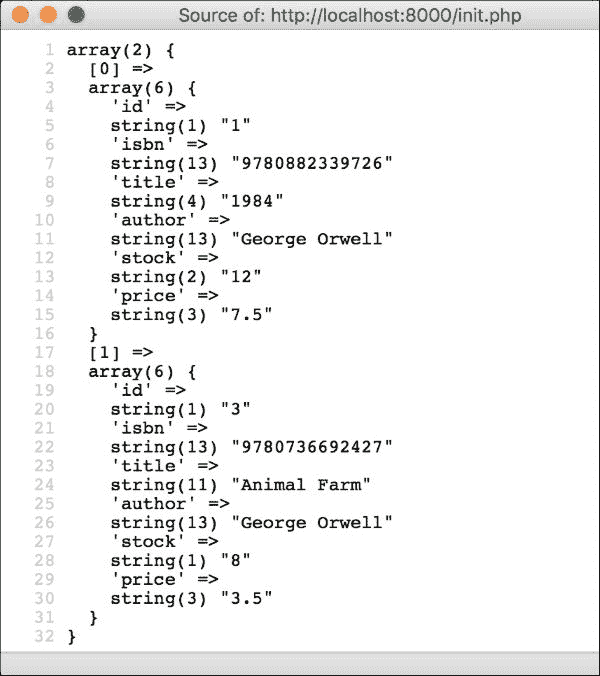 Source of: http://localhost:8000/init.php
1 array(2) {
2   [0] =>
3   array(6) {
4     'id' =>
5     string(1) "1"
6     'isbn' =>
7     string(13) "9780882339726"
8     'title' =>
9     string(4) "1984"
10     'author' =>
11     string(13) "George Orwell"
12     'stock' =>
13     string(2) "12"
14     'price' =>
15     string(3) "7.5"
16   }
17   [1] =>
18   array(6) {
19     'id' =>
20     string(1) "3"
21     'isbn' =>
22     string(13) "9780736692427"
23     'title' =>
24     string(11) "Animal Farm"
25     'author' =>
26     string(13) "George Orwell"
27     'stock' =>
28     string(1) "8"
29     'price' =>
30     string(3) "3.5"
31   }
32 }